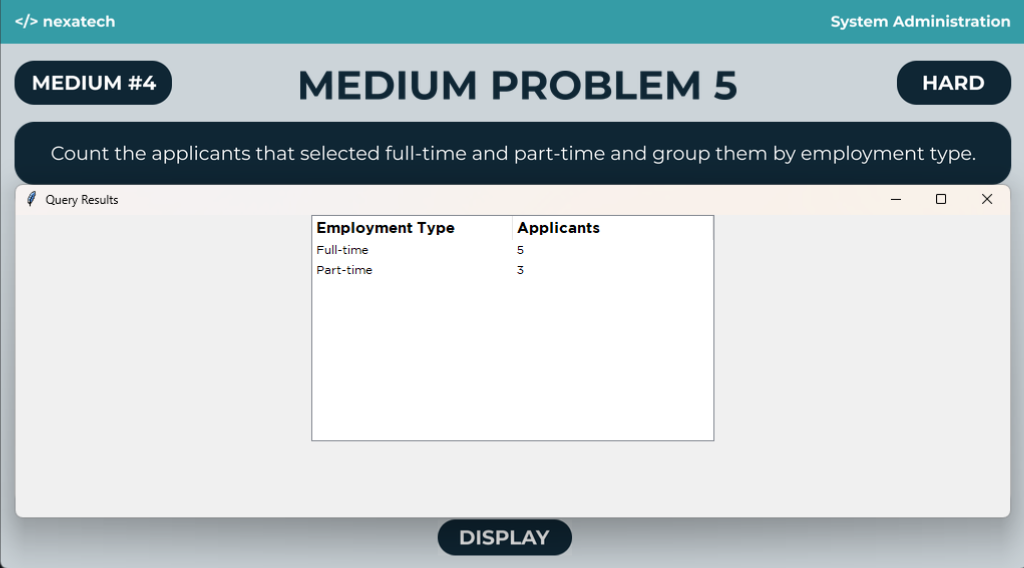 </> nexatech
System Administration
MEDIUM #4
MEDIUM PROBLEM 5
HARD
Count the applicants that selected full-time and part-time and group them by employment type.
Query Results
Employment Type Applicants
Full-time 5
Part-time 3
DISPLAY